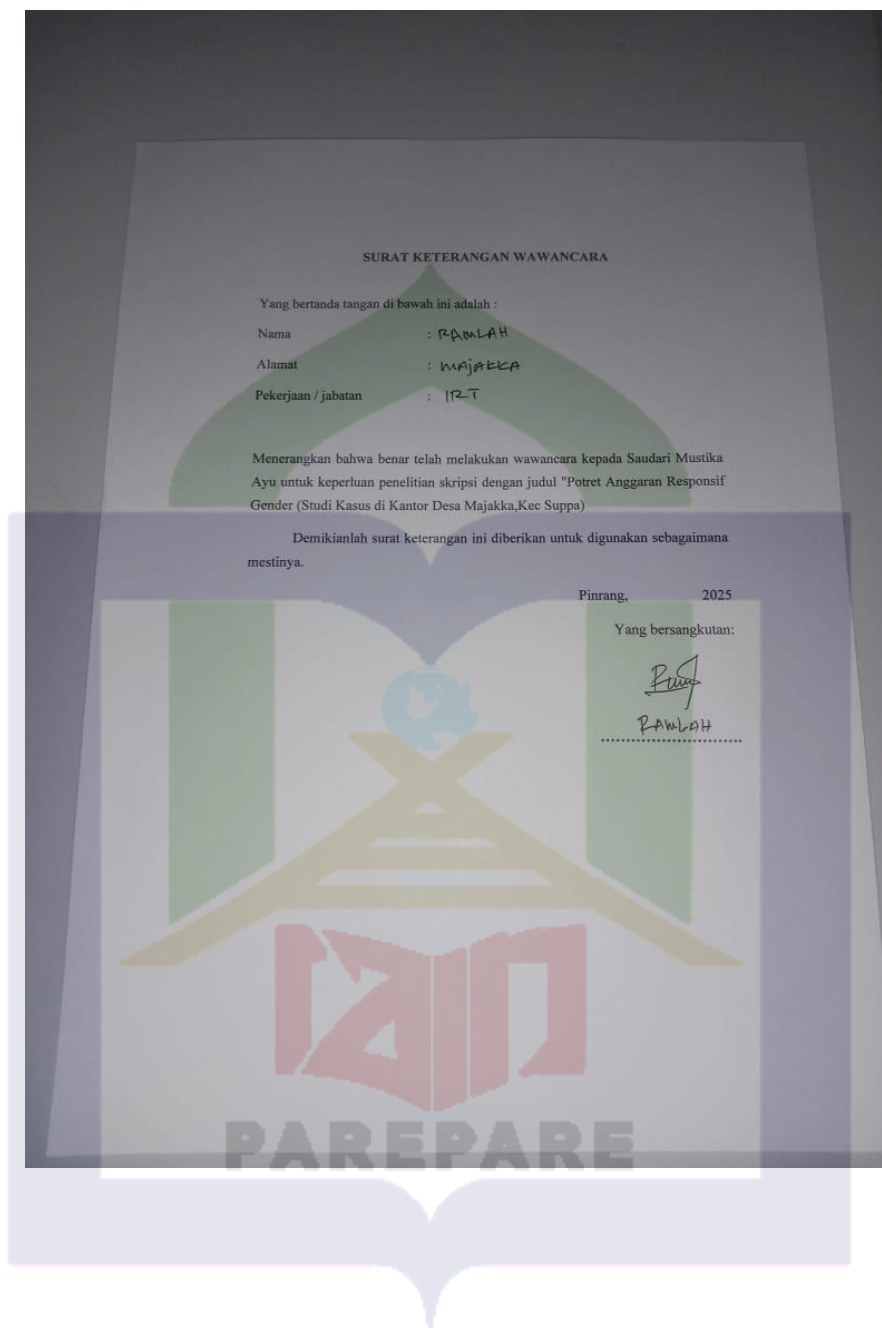 SURAT KETERANGAN WAWANCARA
Yang bertanda tangan di bawah ini adalah :
Nama : RAMLAH
Alamat : MAjAKKA
Pekerjaan / jabatan : IRT
Menerangkan bahwa benar telah melakukan wawancara kepada Saudari Mustika
Ayu untuk keperluan penelitian skripsi dengan judul "Potret Anggaran Responsif
Gender (Studi Kasus di Kantor Desa Majakka,Kec Suppa)
Demikianlah surat keterangan ini diberikan untuk digunakan sebagaimana
mestinya.
Pinrang, 2025
Yang bersangkutan:
RAMLAH
iain
PAREPARE